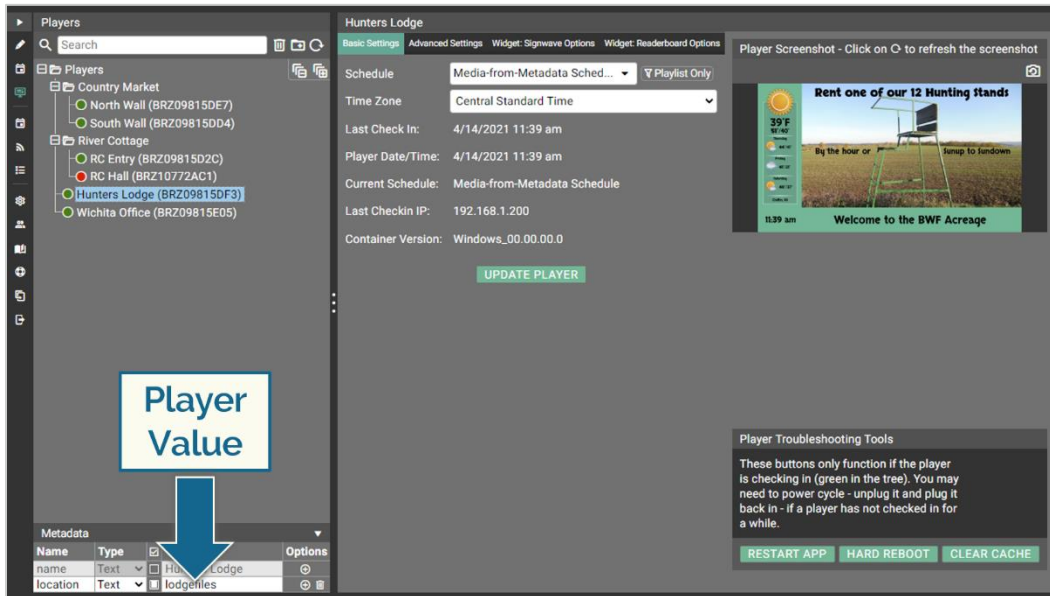 Players
Search
Players
Country Market
North Wall (BRZ09815DE7)
South Wall (BRZ09815DD4)
River Cottage
RC Entry (BRZ09815D2C)
RC Hall (BRZ10772AC1)
Hunters Lodge (BRZ09815DF3)
Wichita Office (BRZ09815E05)
Player
Value
Metadata
Name Type Options
name Text Lodge
location Text lodgefiles
Hunters Lodge
Basic Settings Advanced Settings Widget: Signwave Options Widget: Readerboard Options
Schedule Media-from-Metadata Sched... Playlist Only
Time Zone Central Standard Time
Last Check In: 4/14/2021 11:39 am
Player Date/Time: 4/14/2021 11:39 am
Current Schedule: Media-from-Metadata Schedule
Last Checkin IP: 192.168.1.200
Container Version: Windows_00.00.00.0
UPDATE PLAYER
Player Screenshot - Click on to refresh the screenshot
Rent one of our 12 Hunting Stands
39°F
By the hour or Sunup to Sundown
11:39 am Welcome to the BWF Acreage
Player Troubleshooting Tools
These buttons only function if the player
is checking in (green in the tree). You may
need to power cycle - unplug it and plug it
back in - if a player has not checked in for
a while.
RESTART APP HARD REBOOT CLEAR CACHE